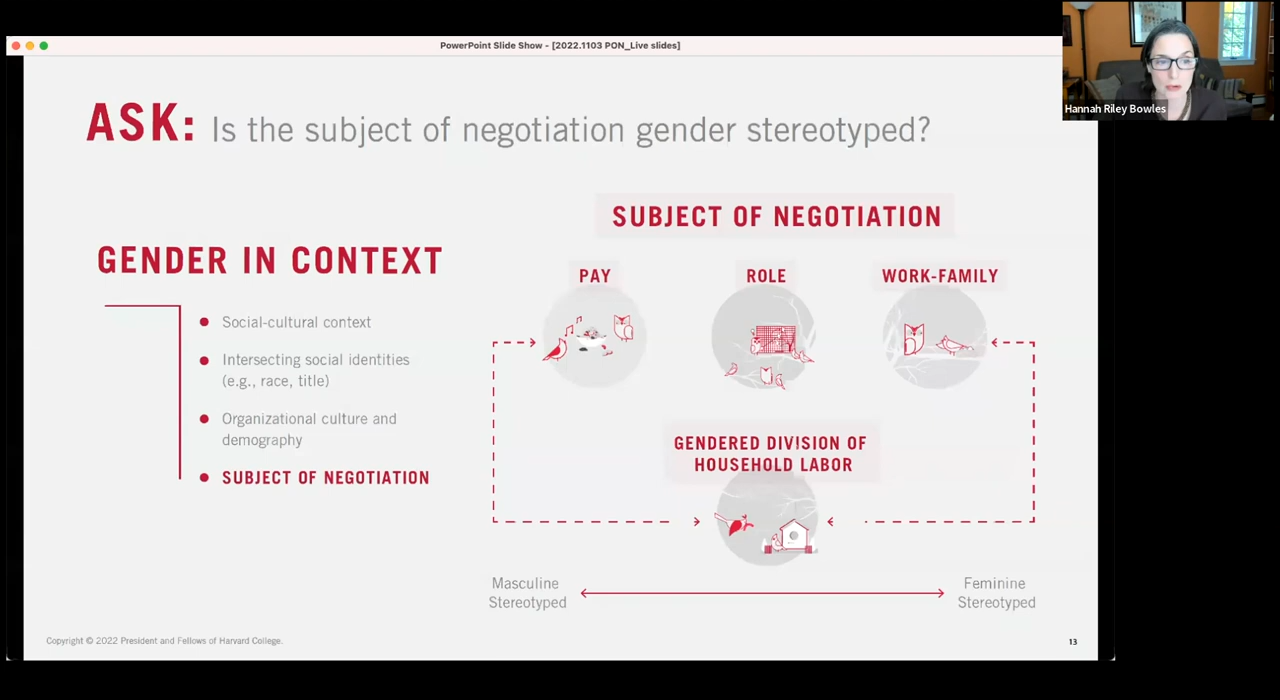 PowerPoint Slide Show - [2022.1103 PON_Live slides]
Hannah Riley Bowles
ASK: Is the subject of negotiation gender stereotyped?
GENDER IN CONTEXT
Social-cultural context
Intersecting social identities
(e.g., race, title)
Organizational culture and
demography
SUBJECT OF NEGOTIATION
SUBJECT OF NEGOTIATION
PAY
ROLE
WORK-FAMILY
GENDERED DIVISION OF
HOUSEHOLD LABOR
Masculine
Stereotyped
Feminine
Stereotyped
Copyright © 2022 President and Fellows of Harvard College.
13